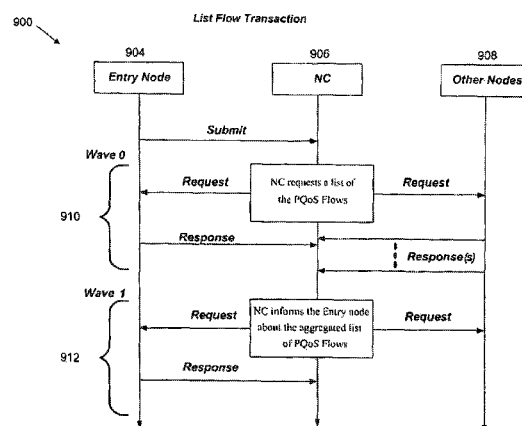 List Flow Transaction
900
904
906
908
Entry Node
NC
Other Nodes
Submit
Wave 0
Request
NC requests a list of
the PQoS Flows
Request
910
Response
Response(s)
Wave 1
Request
NC informs the Entry node
about the aggregated list
of PQoS Flows
Request
912
Response